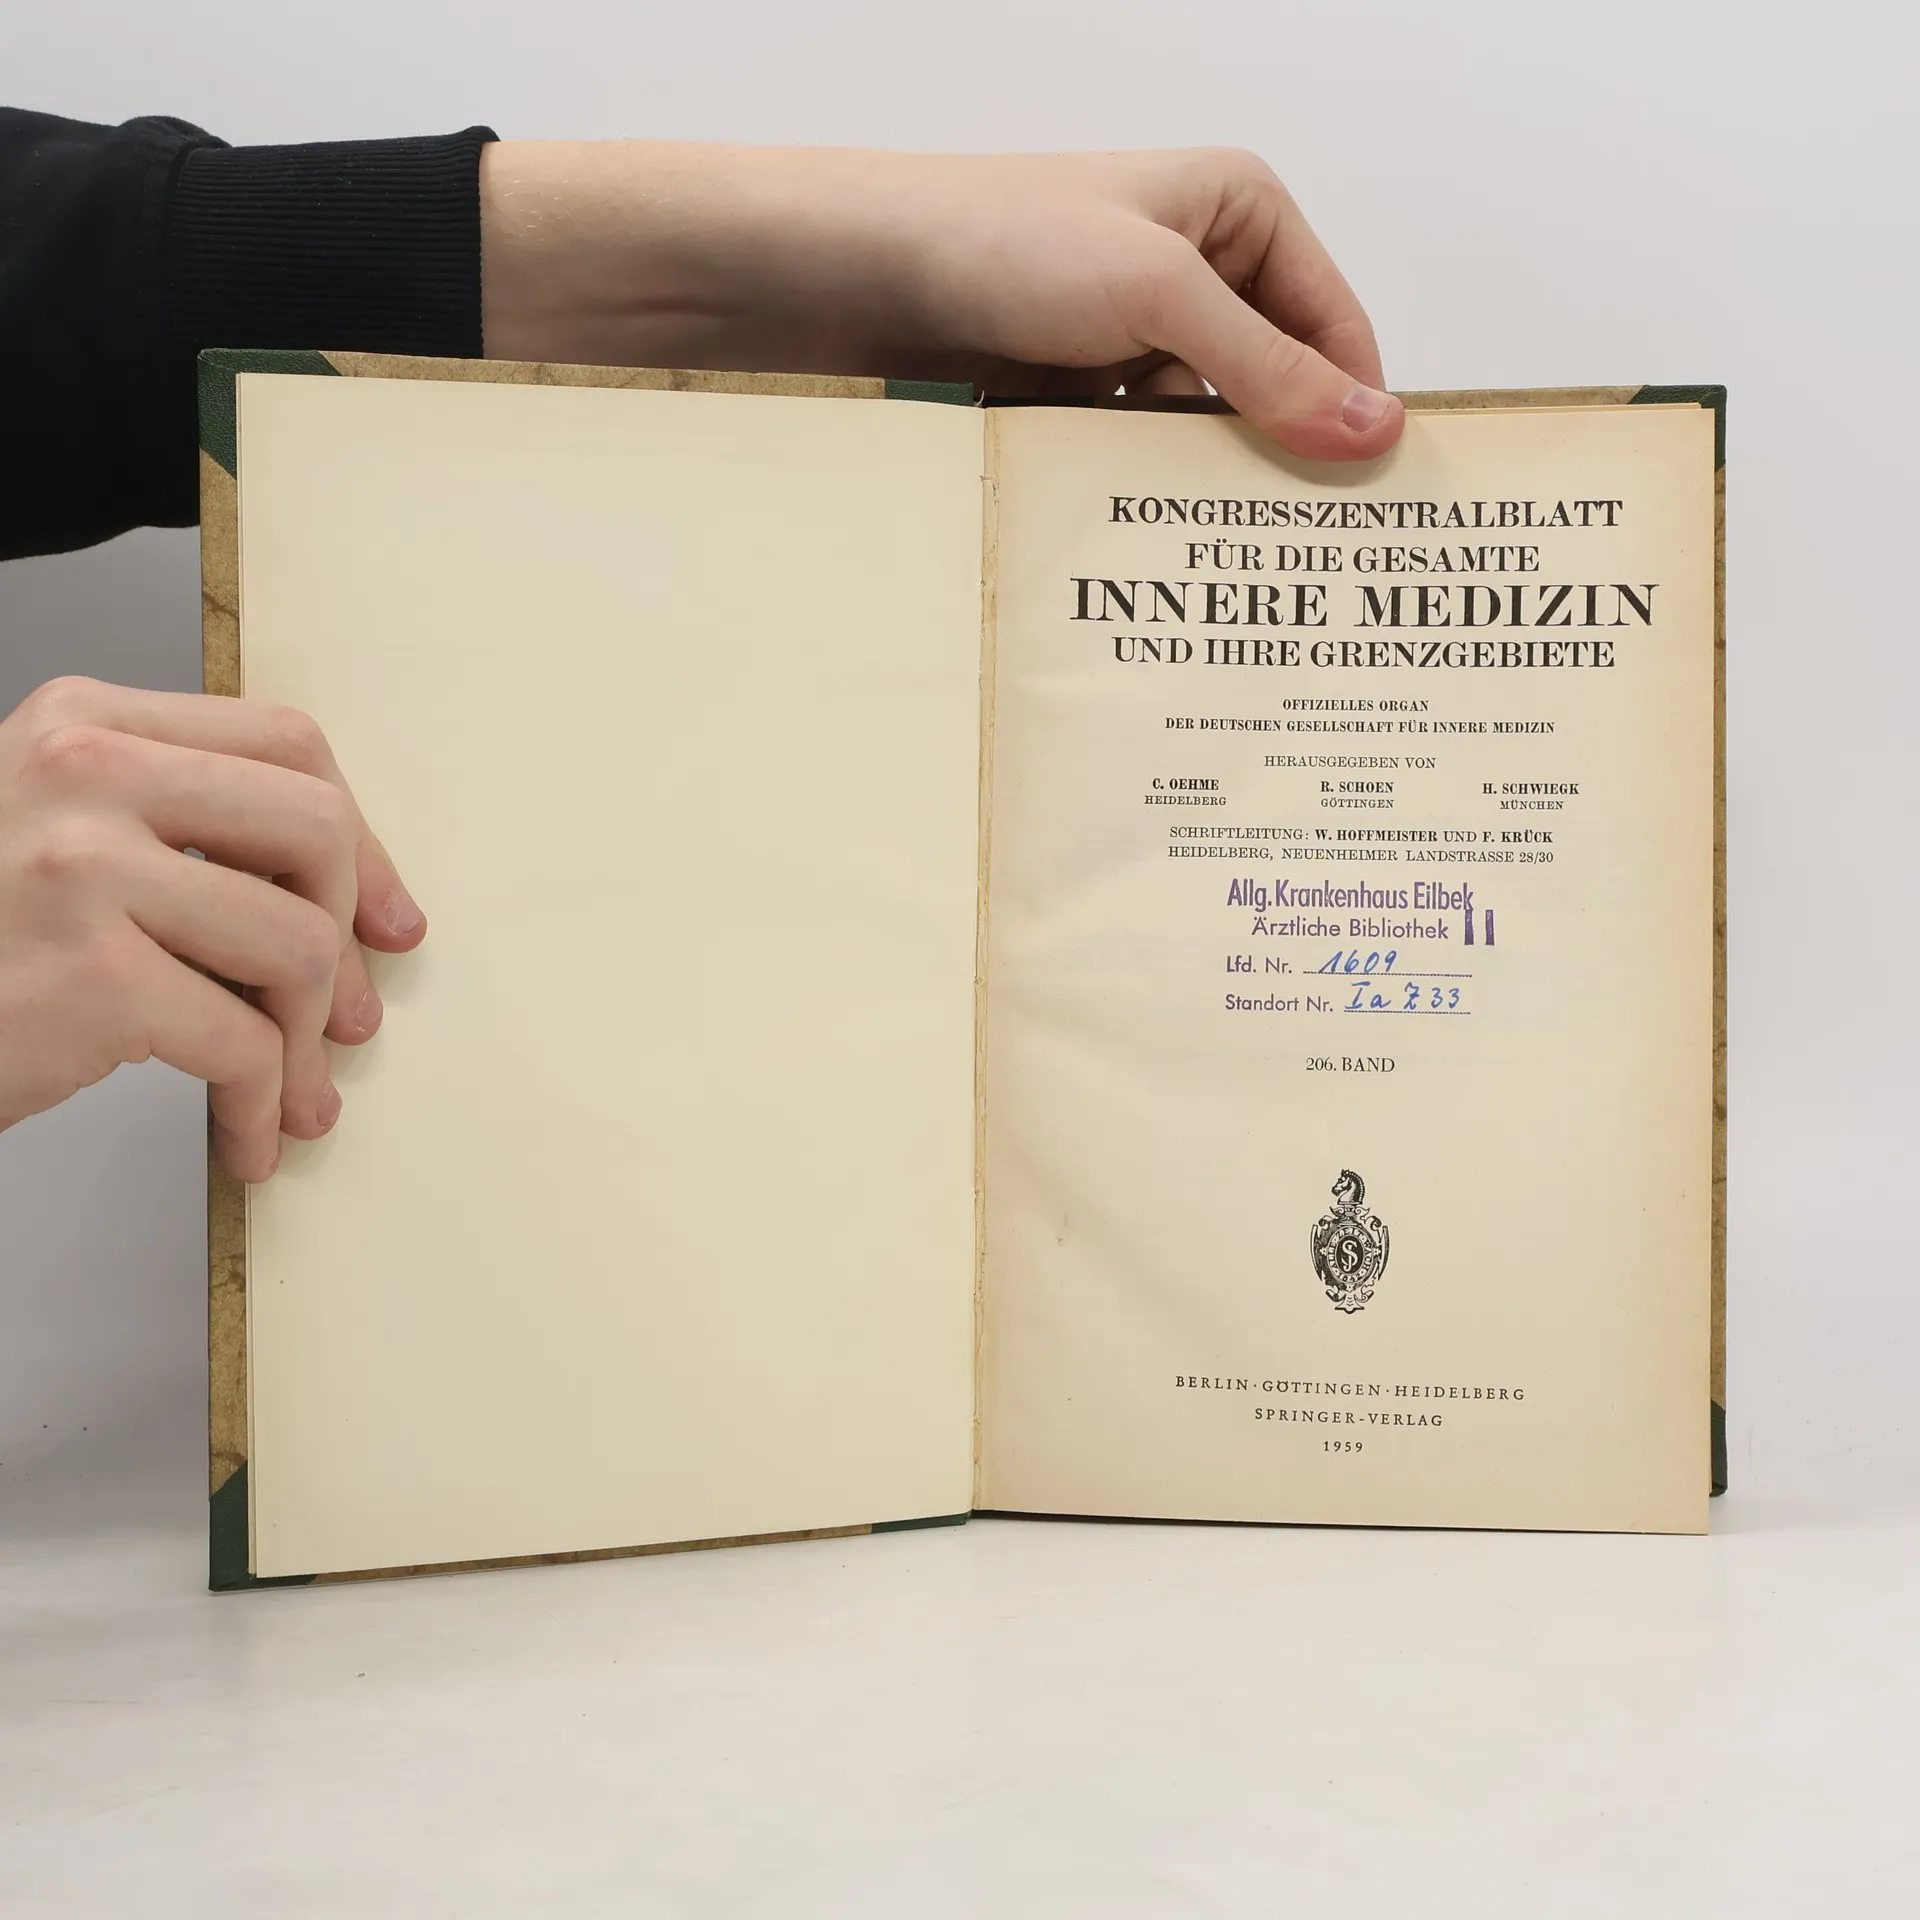 KONGRESSZENTRALBLATT
FÜR DIE GESAMTE
INNERE MEDIZIN
UND IHRE GRENZGEBIETE
OFFIZIELLES ORGAN
DER DEUTSCHEN GESELLSCHAFT FÜR INNERE MEDIZIN
HERAUSGEGEBEN VON
C. OEHME R. SCHOEN H. SCHWIEGK
HEIDELBERG GÖTTINGEN MÜNCHEN
SCHRIFTLEITUNG: W. HOFFMEISTER UND F. KRÜCK
HEIDELBERG, NEUENHEIMER LANDSTRASSE 28/30
Allg. Krankenhaus Eilbek
Ärztliche Bibliothek II
Lfd. Nr. 1609
Standort Nr. Ia Z 33
206. BAND
BERLIN · GÖTTINGEN · HEIDELBERG
SPRINGER-VERLAG
1959